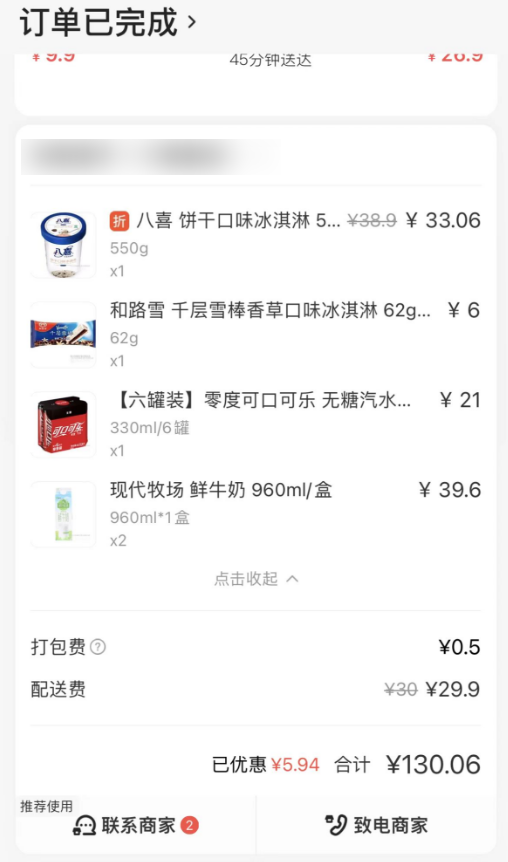 订单已完成
¥9.9 45分钟送达 ¥26.9
折 八喜 饼干口味冰淇淋 5... ¥38.9 ¥ 33.06
550g
x1
和路雪 千层雪棒香草口味冰淇淋 62g... ¥ 6
62g
x1
【六罐装】零度可口可乐 无糖汽水... ¥ 21
330ml/6罐
x1
现代牧场 鲜牛奶 960ml/盒 ¥ 39.6
960ml*1盒
x2
点击收起
打包费 ? ¥0.5
配送费 ¥30 ¥29.9
已优惠 ¥5.94 合计 ¥130.06
推荐使用
联系商家 2 致电商家
八喜
可口可乐